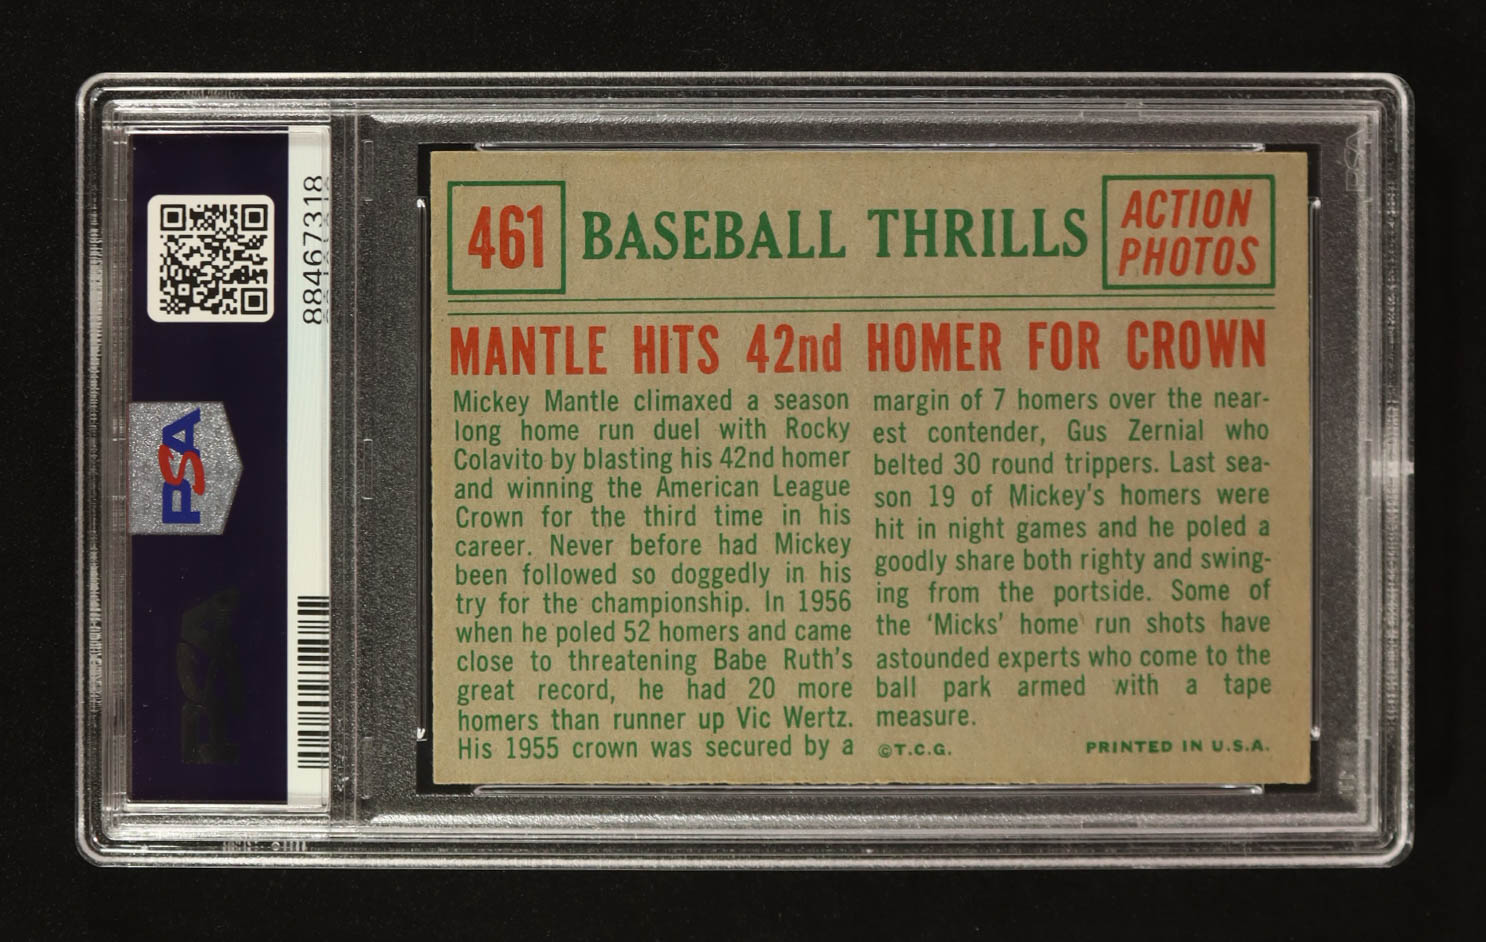 88467318
PSA
461
BASEBALL THRILLS
ACTION
PHOTOS
MANTLE HITS 42nd HOMER FOR CROWN
Mickey Mantle climaxed a season
long home run duel with Rocky
Colavito by blasting his 42nd homer
and winning the American League
Crown for the third time in his
career. Never before had Mickey
been followed so doggedly in his
try for the championship. In 1956
when he poled 52 homers and came
close to threatening Babe Ruth's
great record, he had 20 more
homers than runner up Vic Wertz.
His 1955 crown was secured by a
margin of 7 homers over the near-
est contender, Gus Zernial who
belted 30 round trippers. Last sea-
son 19 of Mickey's homers were
hit in night games and he poled a
goodly share both righty and swing-
ing from the portside. Some of
the 'Micks' home run shots have
astounded experts who come to the
ball park armed with a tape
measure.
©T.C.G.
PRINTED IN U.S.A.
PSA
PSA